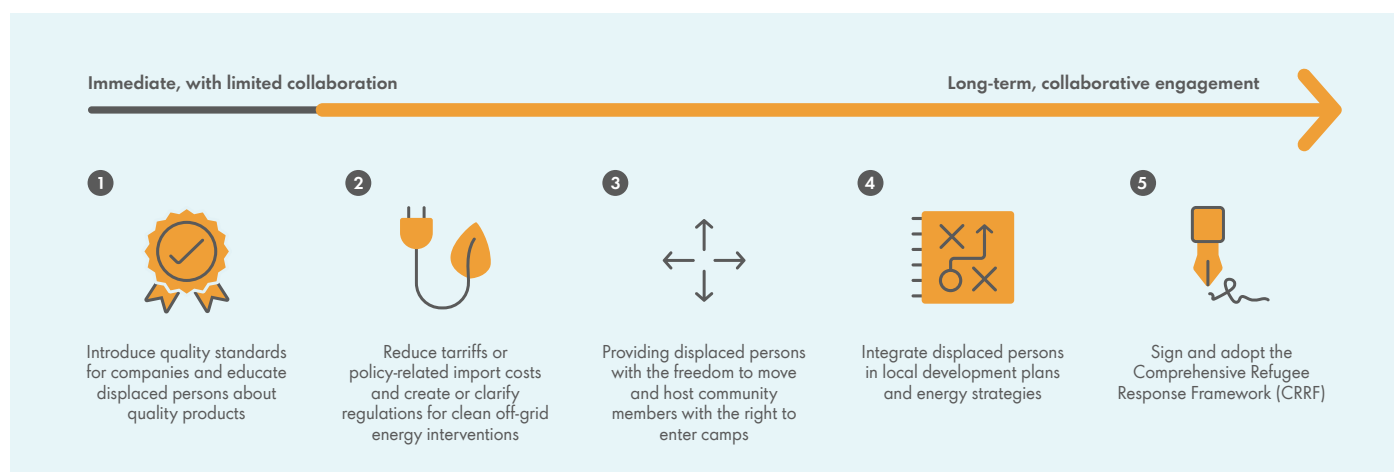 Immediate, with limited collaboration
Long-term, collaborative engagement
1
Introduce quality standards
for companies and educate
displaced persons about
quality products
2
Reduce tarriffs or
policy-related import costs
and create or clarify
regulations for clean off-grid
energy interventions
3
Providing displaced persons
with the freedom to move
and host community
members with the right to
enter camps
4
Integrate displaced persons
in local development plans
and energy strategies
5
Sign and adopt the
Comprehensive Refugee
Response Framework (CRRF)